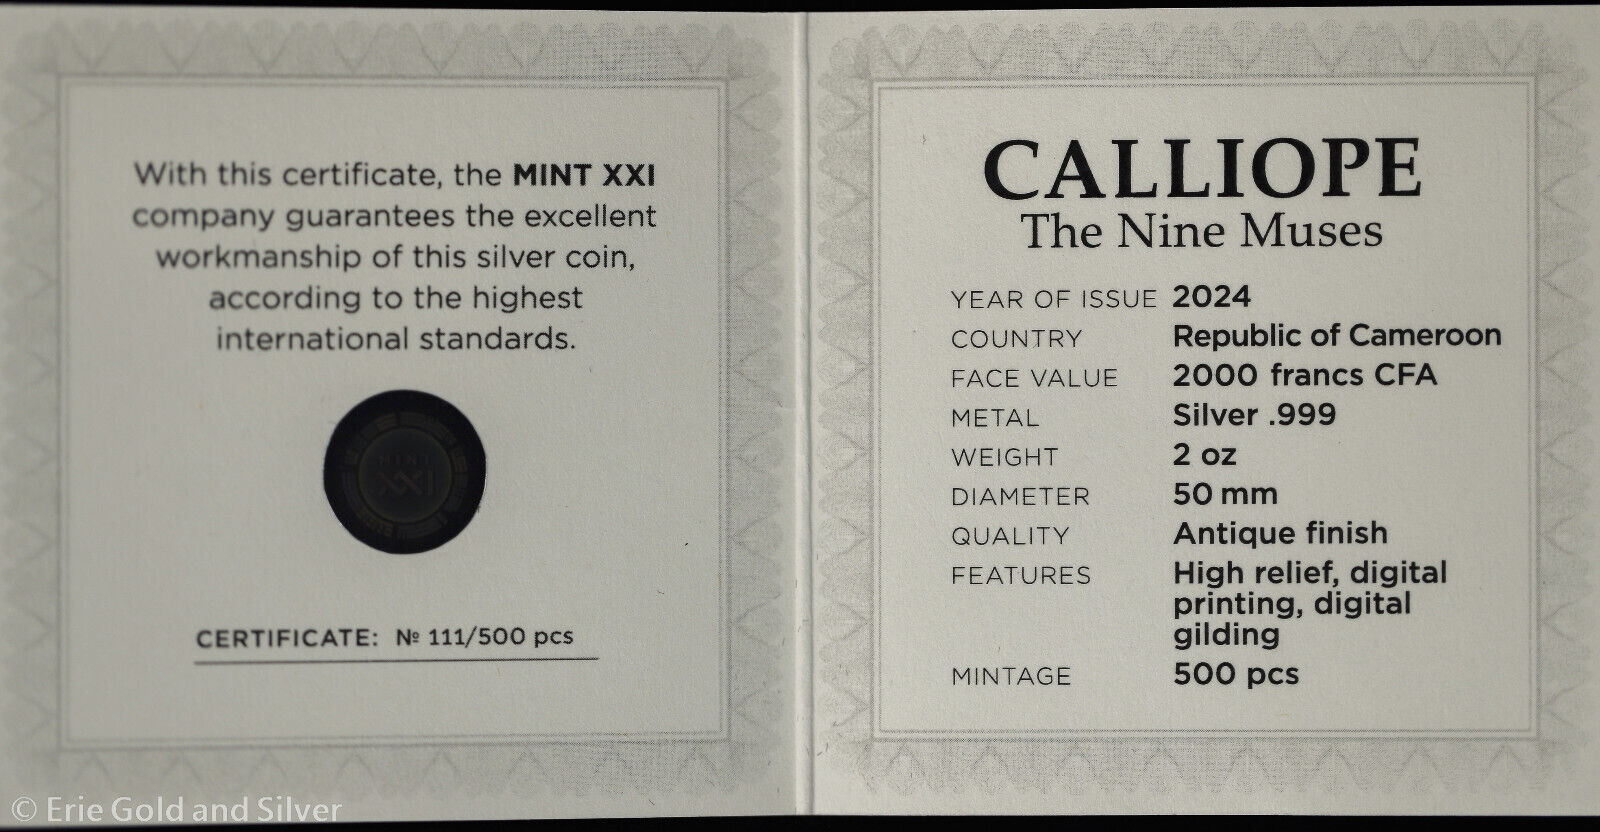 With this certificate, the MINT XXI
company guarantees the excellent
workmanship of this silver coin,
according to the highest
international standards.
MINT
XXI
CERTIFICATE: № 111/500 pcs
CALLIOPE
The Nine Muses
YEAR OF ISSUE 2024
COUNTRY Republic of Cameroon
FACE VALUE 2000 francs CFA
METAL Silver .999
WEIGHT 2 oz
DIAMETER 50 mm
QUALITY Antique finish
FEATURES High relief, digital
printing, digital
gilding
MINTAGE 500 pcs
© Erie Gold and Silver